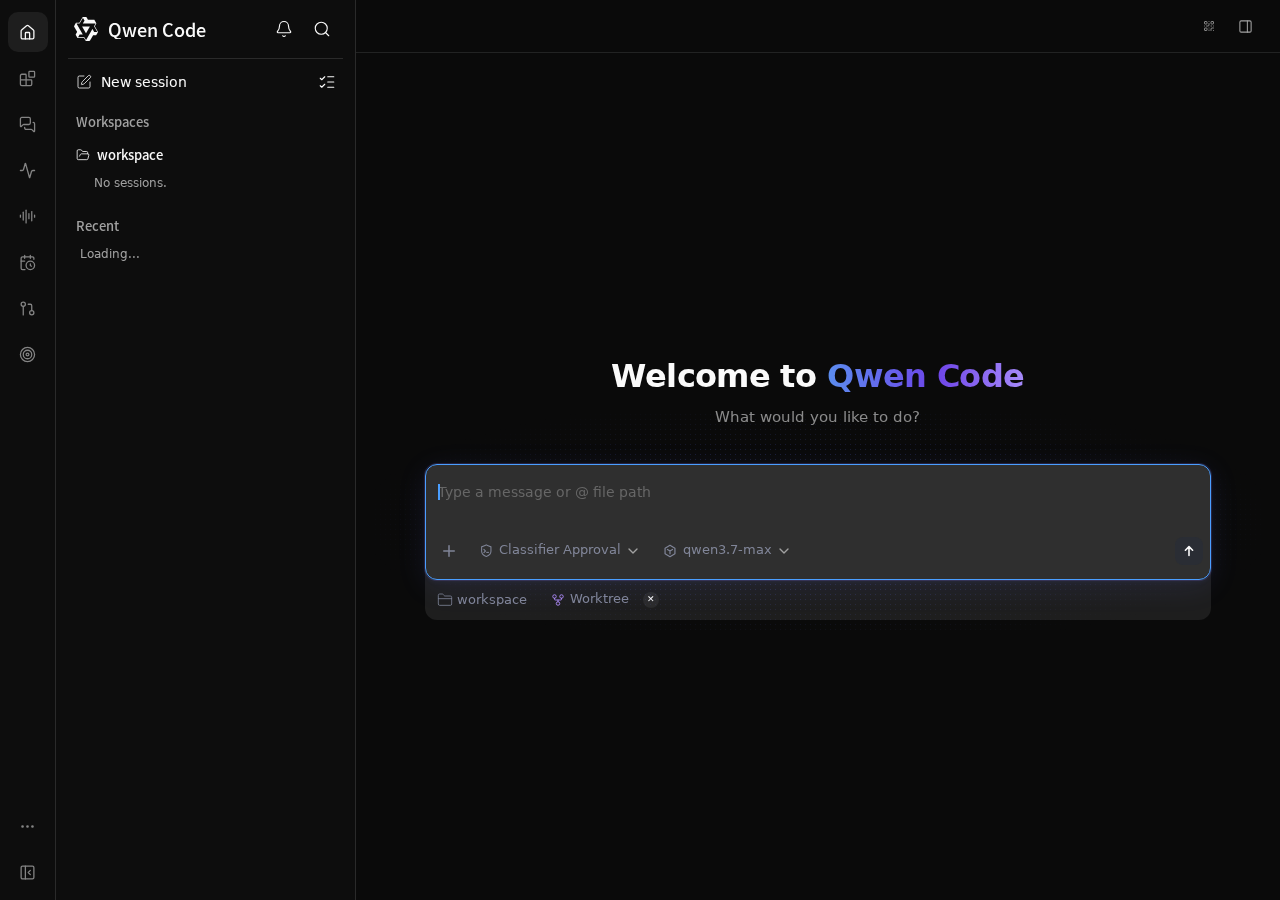 Qwen Code
New session
Workspaces
workspace
No sessions.
Recent
Loading...
Welcome to Qwen Code
What would you like to do?
Type a message or @ file path
Classifier Approval
qwen3.7-max
workspace
Worktree